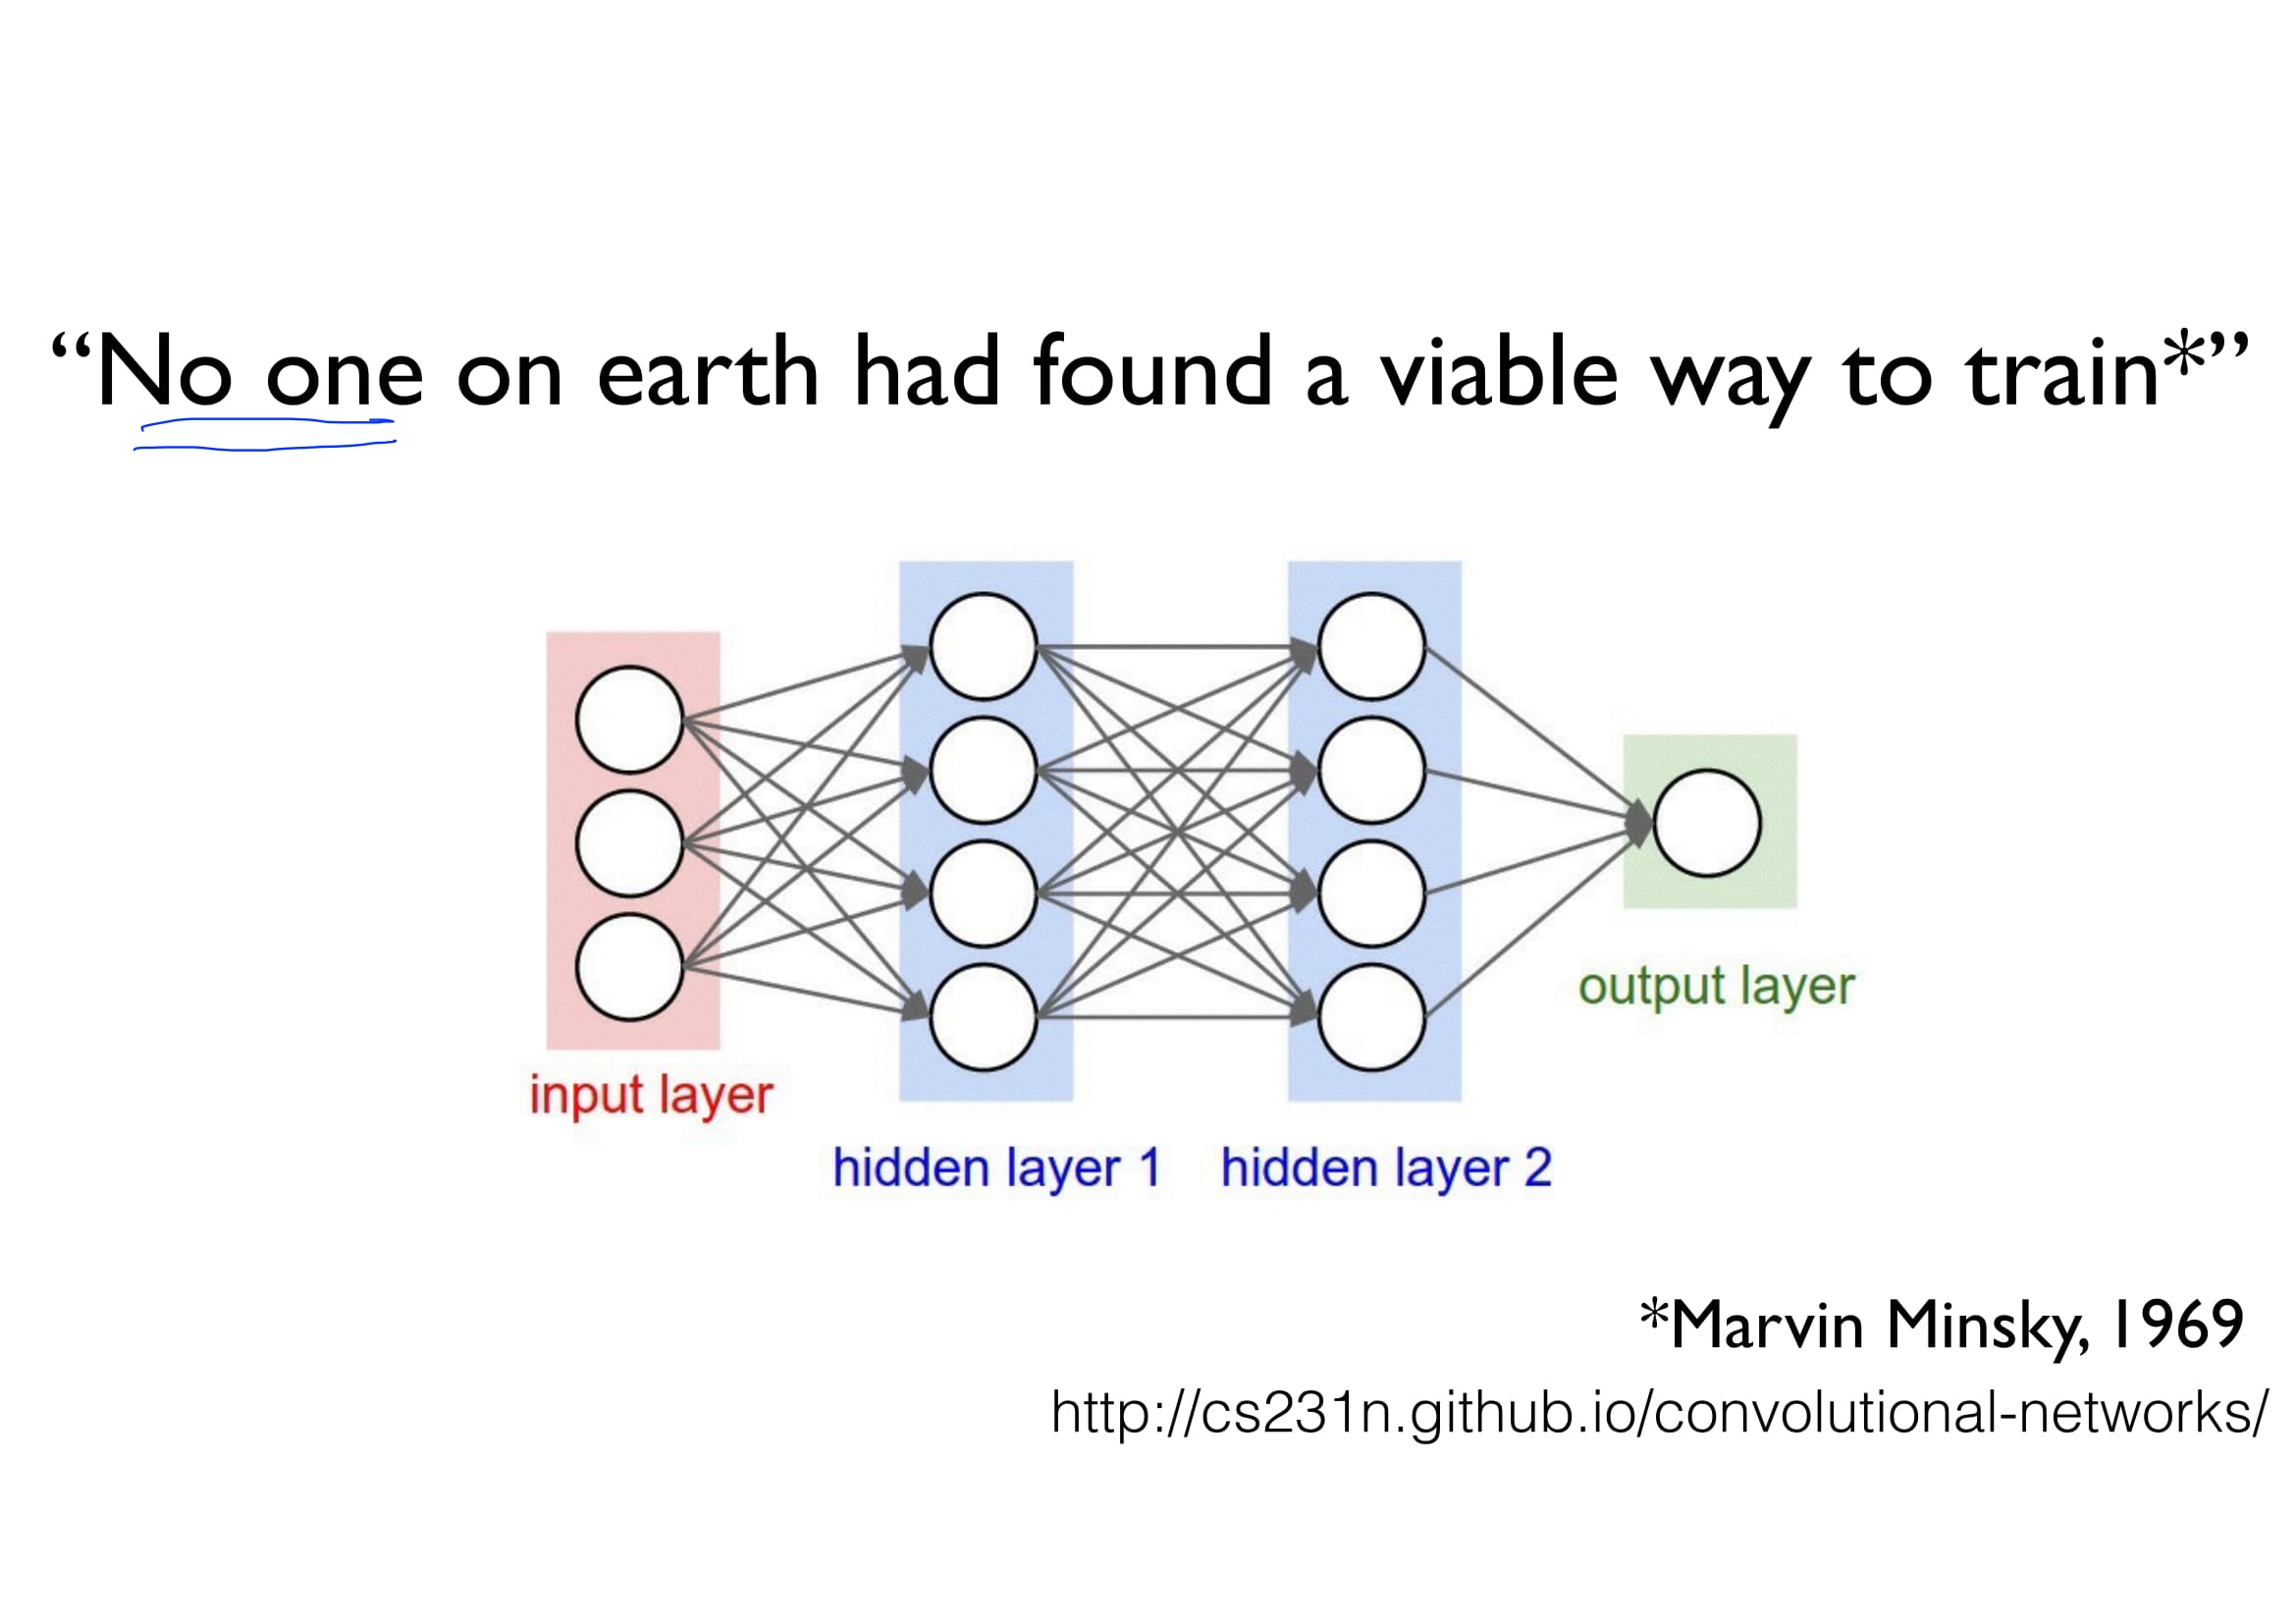 “No one on earth had found a viable way to train*”
input layer
hidden layer 1
hidden layer 2
output layer
*Marvin Minsky, 1969
http://cs231n.github.io/convolutional-networks/